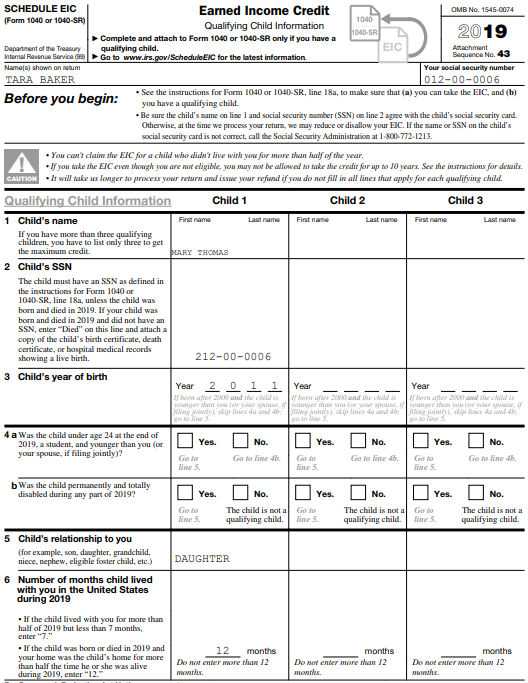 SCHEDULE EIC
(Form 1040 or 1040-SR)
Department of the Treasury
Internal Revenue Service (99)
Earned Income Credit
Qualifying Child Information
► Complete and attach to Form 1040 or 1040-SR only if you have a
qualifying child.
► Go to www.irs.gov/ScheduleEIC for the latest information.
1040
1040-SR
EIC
OMB No. 1545-0074
2019
Attachment
Sequence No. 43
Name(s) shown on return
TARA BAKER
Your social security number
012-00-0006
Before you begin:
• See the instructions for Form 1040 or 1040-SR, line 18a, to make sure that (a) you can take the EIC, and (b)
you have a qualifying child.
• Be sure the child's name on line 1 and social security number (SSN) on line 2 agree with the child's social security card.
Otherwise, at the time we process your return, we may reduce or disallow your EIC. If the name or SSN on the child's
social security card is not correct, call the Social Security Administration at 1-800-772-1213.
CAUTION
• You can't claim the EIC for a child who didn't live with you for more than half of the year.
• If you take the EIC even though you are not eligible, you may not be allowed to take the credit for up to 10 years. See the instructions for details.
• It will take us longer to process your return and issue your refund if you do not fill in all lines that apply for each qualifying child.
Qualifying Child Information Child 1 Child 2 Child 3
1 Child's name
If you have more than three qualifying
children, you have to list only three to get
the maximum credit.
First name Last name First name Last name First name Last name
MARY THOMAS
2 Child's SSN
The child must have an SSN as defined in
the instructions for Form 1040 or
1040-SR, line 18a, unless the child was
born and died in 2019. If your child was
born and died in 2019 and did not have an
SSN, enter "Died" on this line and attach a
copy of the child's birth certificate, death
certificate, or hospital medical records
showing a live birth.
212-00-0006
3 Child's year of birth
Year 2 0 1 1 Year Year
If born after 2000 and the child is
younger than you (or your spouse, if
filing jointly), skip lines 4a and 4b;
go to line 5.
If born after 2000 and the child is
younger than you (or your spouse, if
filing jointly), skip lines 4a and 4b;
go to line 5.
If born after 2000 and the child is
younger than you (or your spouse, if
filing jointly), skip lines 4a and 4b;
go to line 5.
4 a Was the child under age 24 at the end of
2019, a student, and younger than you (or
your spouse, if filing jointly)?
Yes. No. Yes. No. Yes. No.
Go to
line 5.
Go to line 4b.
Go to
line 5.
Go to line 4b.
Go to
line 5.
Go to line 4b.
b Was the child permanently and totally
disabled during any part of 2019?
Yes. No. Yes. No. Yes. No.
Go to
line 5.
The child is not a
qualifying child.
Go to
line 5.
The child is not a
qualifying child.
Go to
line 5.
The child is not a
qualifying child.
5 Child's relationship to you
(for example, son, daughter, grandchild,
niece, nephew, eligible foster child, etc.)
DAUGHTER
6 Number of months child lived
with you in the United States
during 2019
• If the child lived with you for more than
half of 2019 but less than 7 months,
enter "7."
• If the child was born or died in 2019 and
your home was the child's home for more
than half the time he or she was alive
during 2019, enter "12."
12 months
Do not enter more than 12
months.
months
Do not enter more than 12
months.
months
Do not enter more than 12
months.